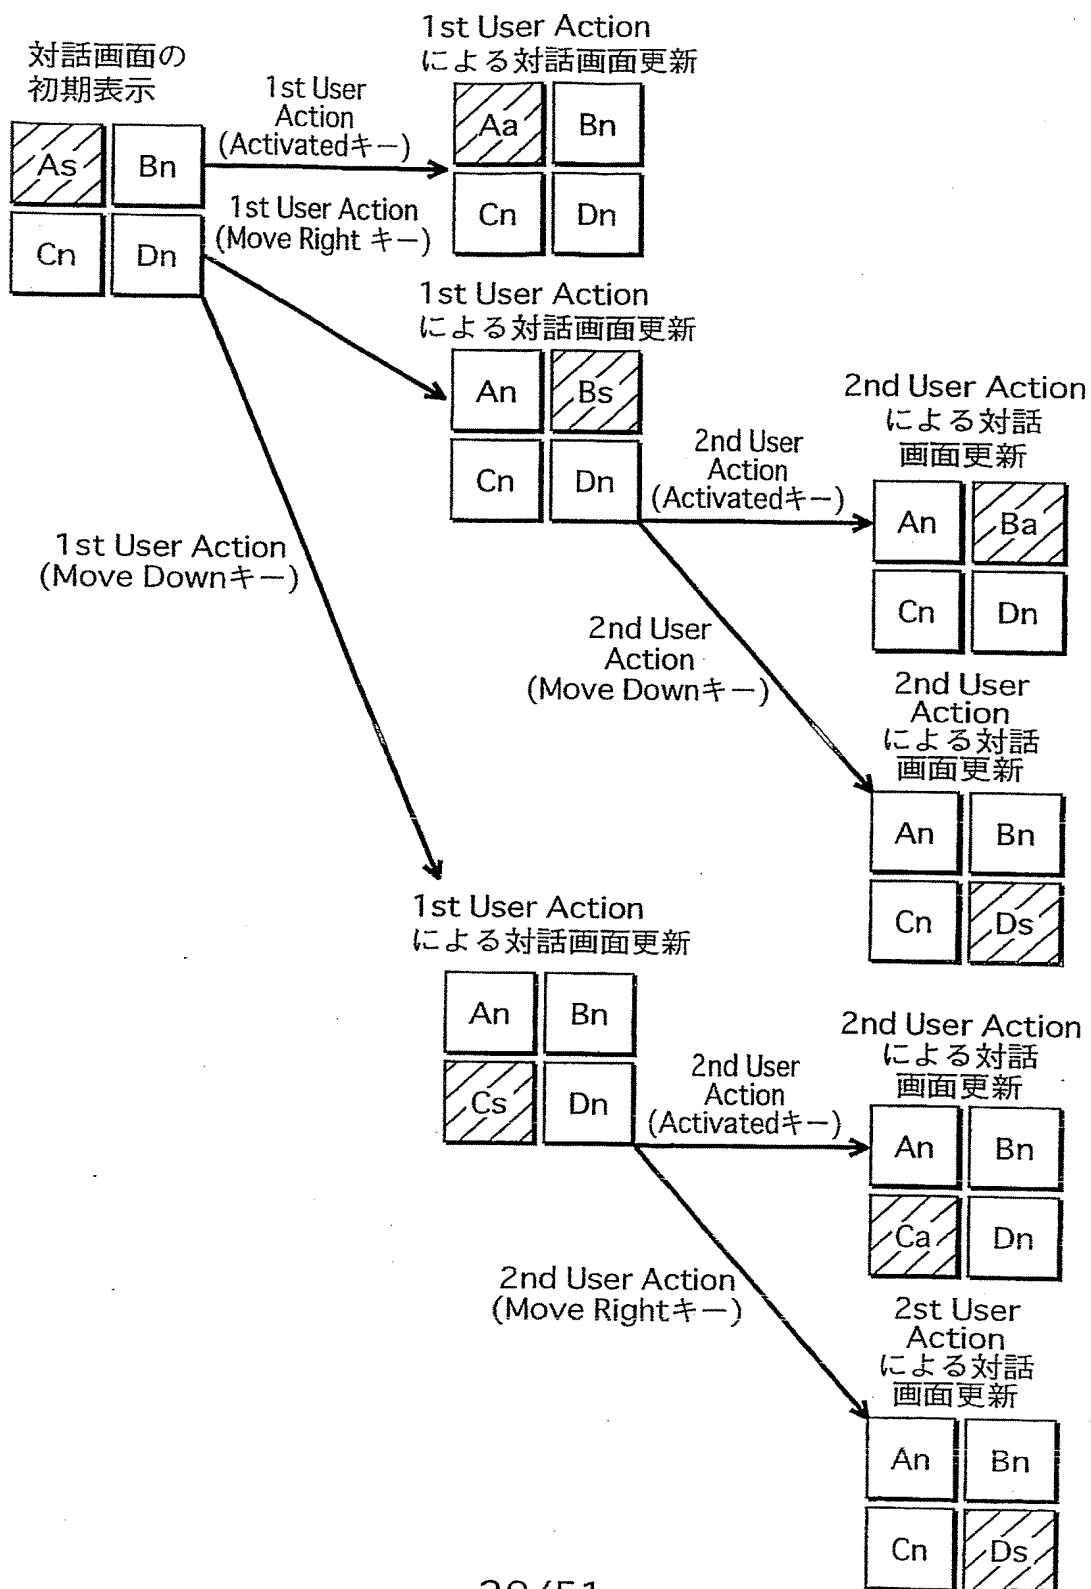 対話画面の
初期表示
As
Bn
Cn
Dn
1st User
Action
(Activatedキー)
1st User Action
による対話画面更新
Aa
Bn
Cn
Dn
1st User Action
(Move Right キー)
1st User Action
による対話画面更新
An
Bs
Cn
Dn
2nd User
Action
(Activatedキー)
2nd User Action
による対話
画面更新
An
Ba
Cn
Dn
1st User Action
(Move Downキー)
2nd User
Action
(Move Downキー)
2nd User
Action
による対話
画面更新
An
Bn
Cn
Ds
1st User Action
による対話画面更新
An
Bn
Cs
Dn
2nd User
Action
(Activatedキー)
2nd User Action
による対話
画面更新
An
Bn
Ca
Dn
2nd User Action
(Move Rightキー)
2st User
Action
による対話
画面更新
An
Bn
Cn
Ds